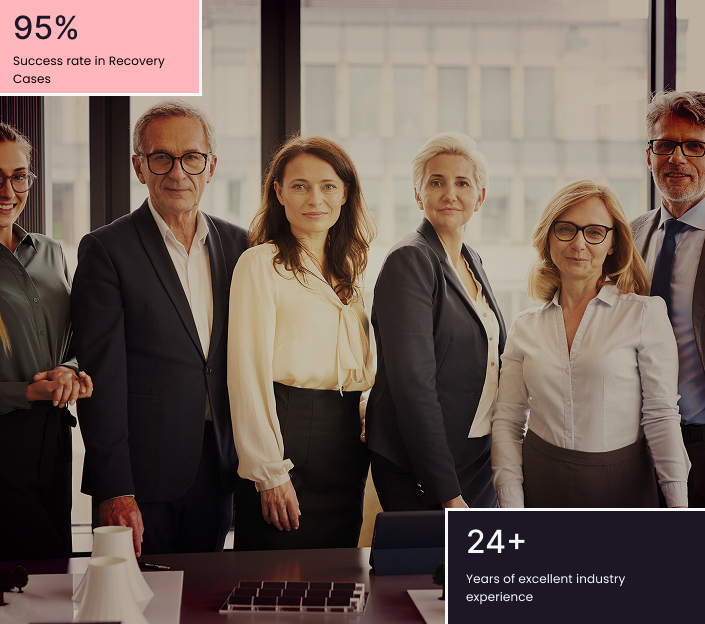 95%
Success rate in Recovery
Cases
24+
Years of excellent industry
experience